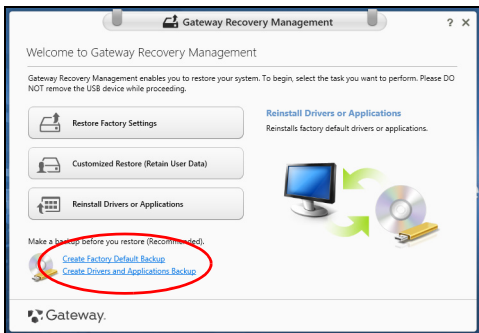 Gateway Recovery Management
? X
Welcome to Gateway Recovery Management
Gateway Recovery Management enables you to restore your system. To begin, select the task you want to perform. Please DO
NOT remove the USB device while proceeding.
Restore Factory Settings
Customized Restore (Retain User Data)
Reinstall Drivers or Applications
Reinstall Drivers or Applications
Reinstalls factory default drivers or applications.
Make a backup before you restore (Recommended).
Create Factory Default Backup
Create Drivers and Applications Backup
Gateway.